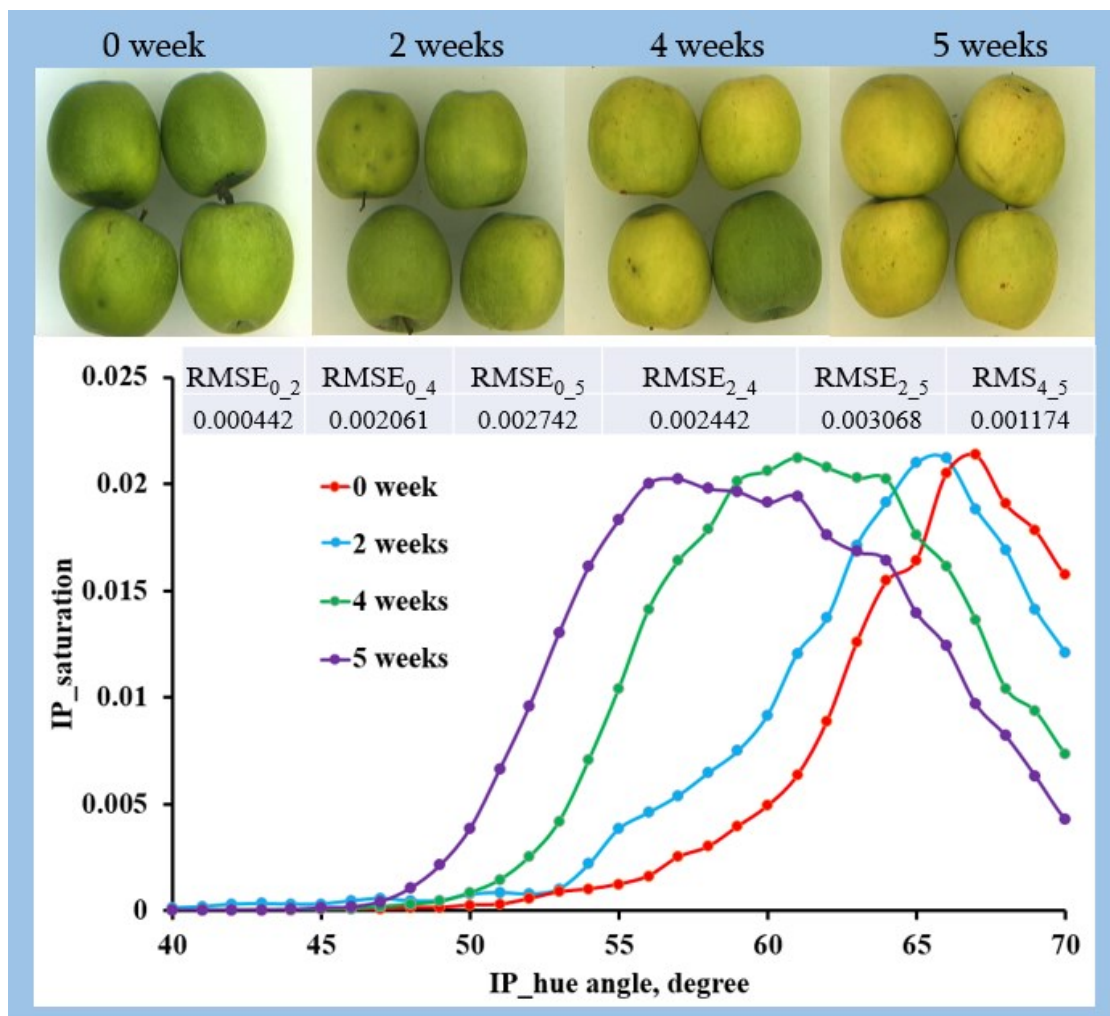 0 week 2 weeks 4 weeks 5 weeks
RMSE0_2 RMSE0_4 RMSE0_5 RMSE2_4 RMSE2_5 RMS4_5
0.000442 0.002061 0.002742 0.002442 0.003068 0.001174
0.025
0.02
0.015
0.01
0.005
0
IP_saturation
0 week
2 weeks
4 weeks
5 weeks
40 45 50 55 60 65 70
IP_hue angle, degree